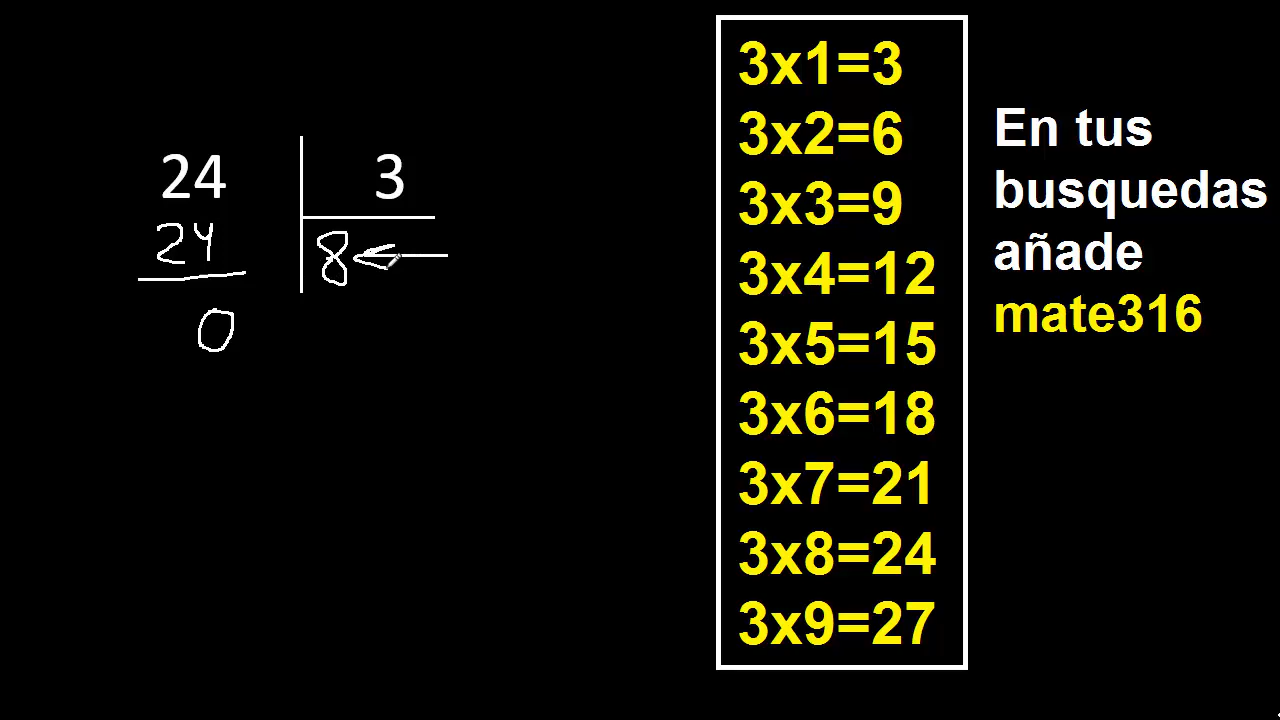 24 3
24 8
0
3x1=3
3x2=6
3x3=9
3x4=12
3x5=15
3x6=18
3x7=21
3x8=24
3x9=27
En tus
busquedas
añade
mate316